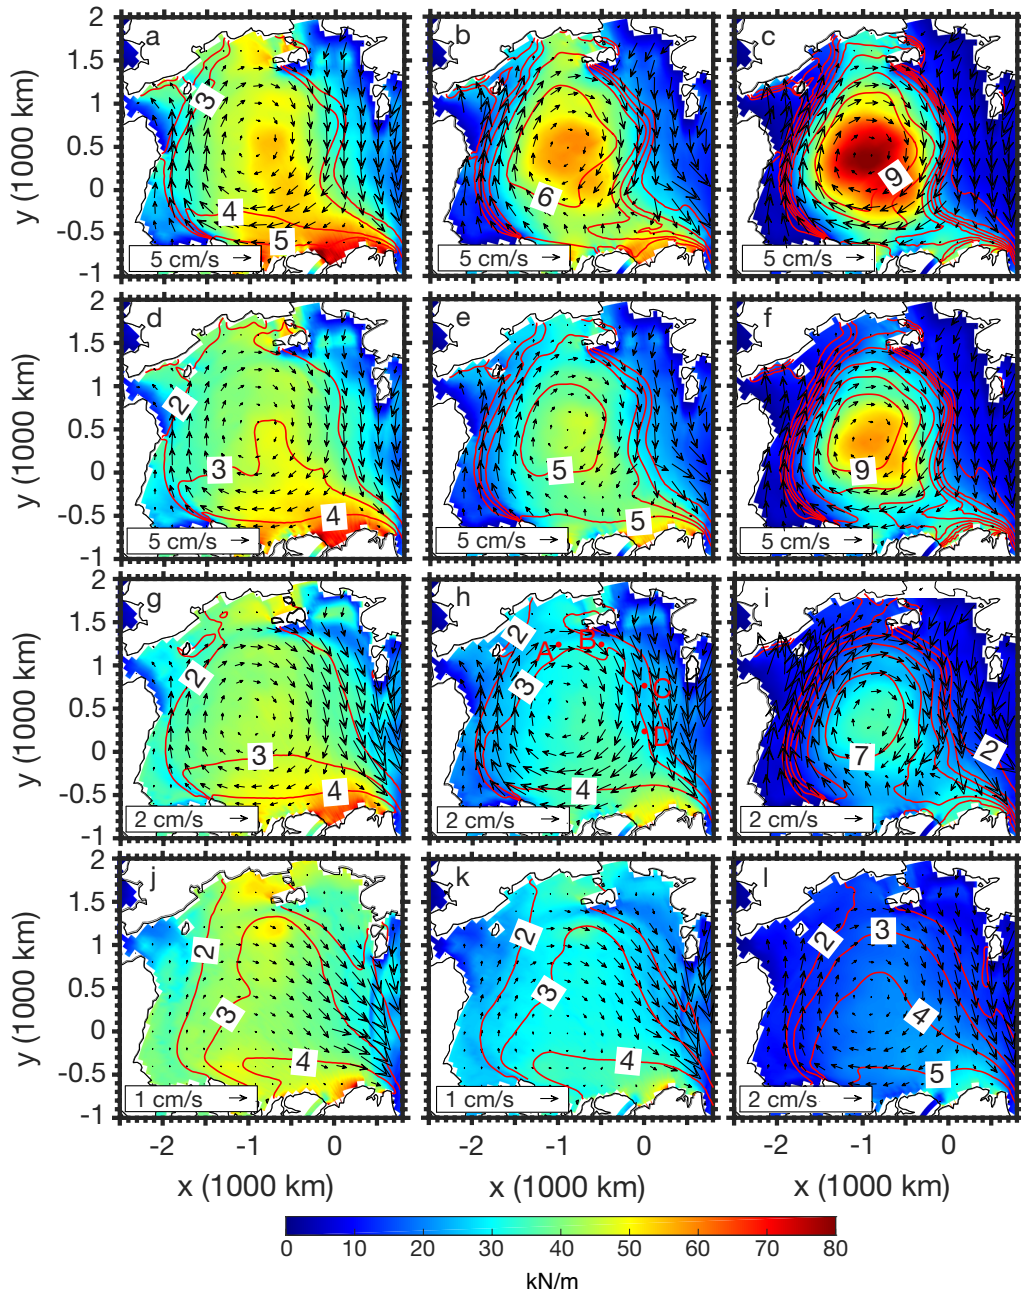 a b c
2 1.5 1 0.5 0 -0.5 -1
y (1000 km)
3 4 5 6 9
5 cm/s 5 cm/s 5 cm/s
d e f
2 1.5 1 0.5 0 -0.5 -1
y (1000 km)
2 3 4 5 5 9
5 cm/s 5 cm/s 5 cm/s
g h i
2 1.5 1 0.5 0 -0.5 -1
y (1000 km)
2 3 4 2 3 4 A B C D 7 2
2 cm/s 2 cm/s 2 cm/s
j k l
2 1.5 1 0.5 0 -0.5 -1
y (1000 km)
2 3 4 2 3 4 2 3 4 5
1 cm/s 1 cm/s 2 cm/s
-2 -1 0 -2 -1 0 -2 -1 0
x (1000 km) x (1000 km) x (1000 km)
0 10 20 30 40 50 60 70 80
kN/m